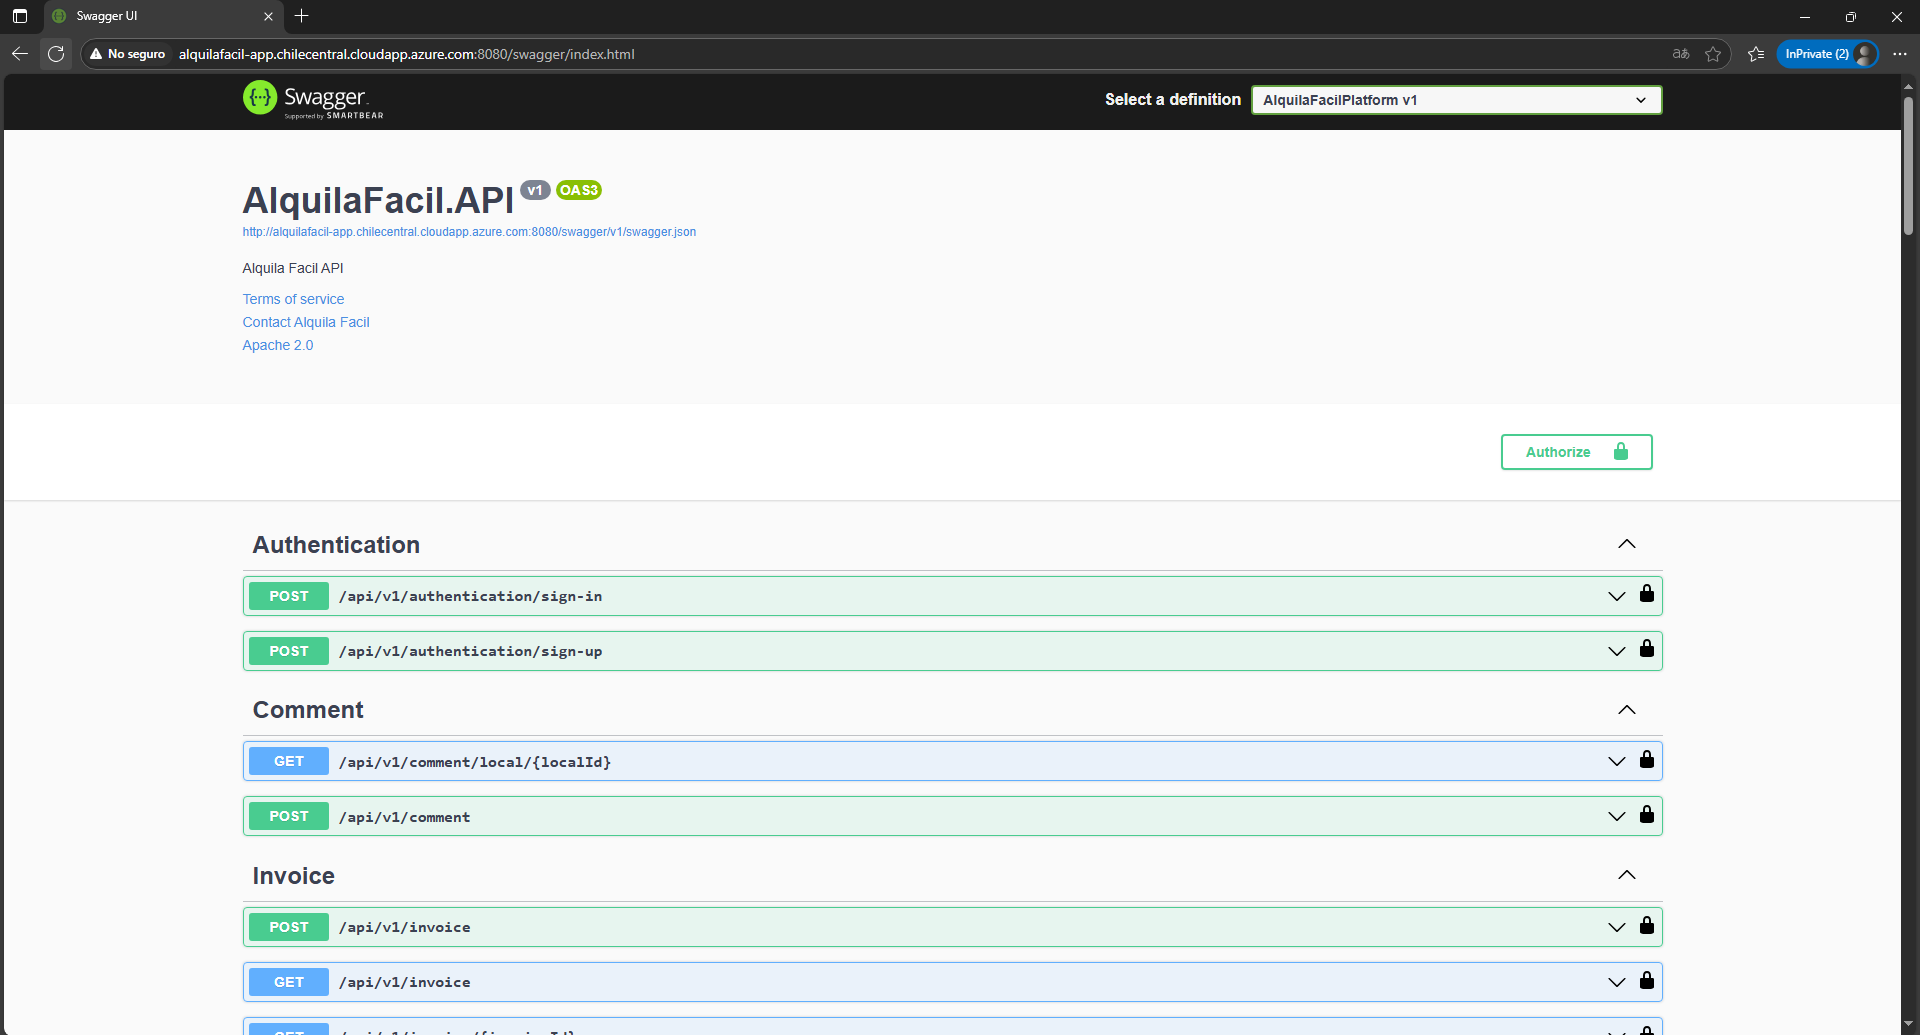 Swagger UI
No seguro
alquilafacil-app.chilecentral.cloudapp.azure.com:8080/swagger/index.html
InPrivate (2)
Swagger
Supported by SMARTBEAR
Select a definition
AlquilaFacilPlatform v1
AlquilaFacil.API v1 OAS3
http://alquilafacil-app.chilecentral.cloudapp.azure.com:8080/swagger/v1/swagger.json
Alquila Facil API
Terms of service
Contact Alquila Facil
Apache 2.0
Authorize
Authentication
POST /api/v1/authentication/sign-in
POST /api/v1/authentication/sign-up
Comment
GET /api/v1/comment/local/{localId}
POST /api/v1/comment
Invoice
POST /api/v1/invoice
GET /api/v1/invoice
GET